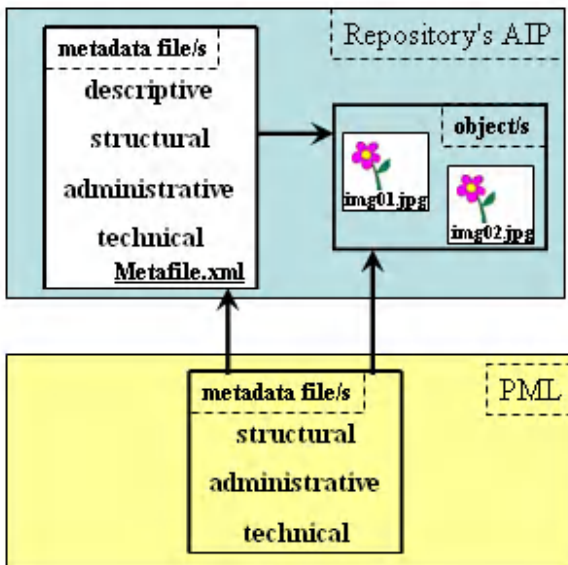 Repository's AIP
metadata file/s
descriptive
structural
administrative
technical
Metafile.xml
object/s
img01.jpg
img02.jpg
PML
metadata file/s
structural
administrative
technical